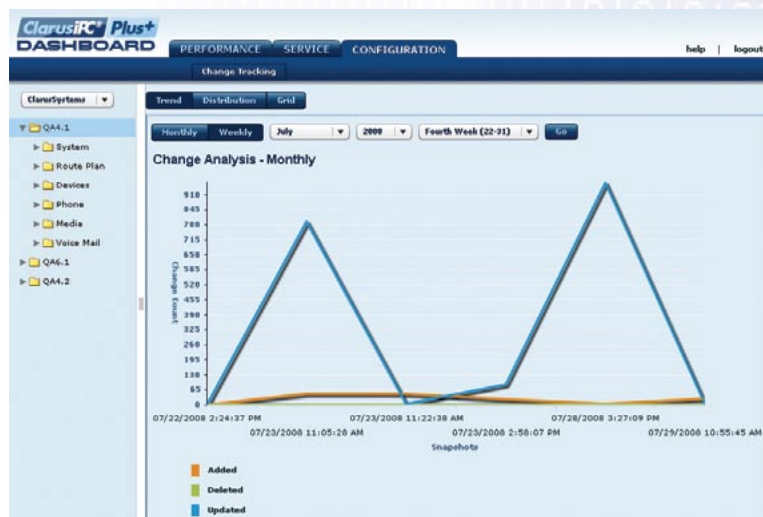 ClarusIPC® Plus+
DASHBOARD
PERFORMANCE SERVICE CONFIGURATION
help | logout
Change Tracking
ClarusSystems
Trend Distribution Grid
QA4.1
System
Route Plan
Devices
Phone
Media
Voice Mail
QA6.1
QA4.2
Monthly Weekly July 2008 Fourth Week (22-31) Go
Change Analysis - Monthly
Change Count
910
845
780
715
650
585
520
455
390
325
260
195
130
65
0
07/22/2008 2:24:37 PM 07/23/2008 11:22:38 AM 07/28/2008 3:27:09 PM
07/23/2008 11:05:28 AM 07/23/2008 2:58:07 PM 07/29/2008 10:55:45 AM
Snapshots
Added
Deleted
Updated